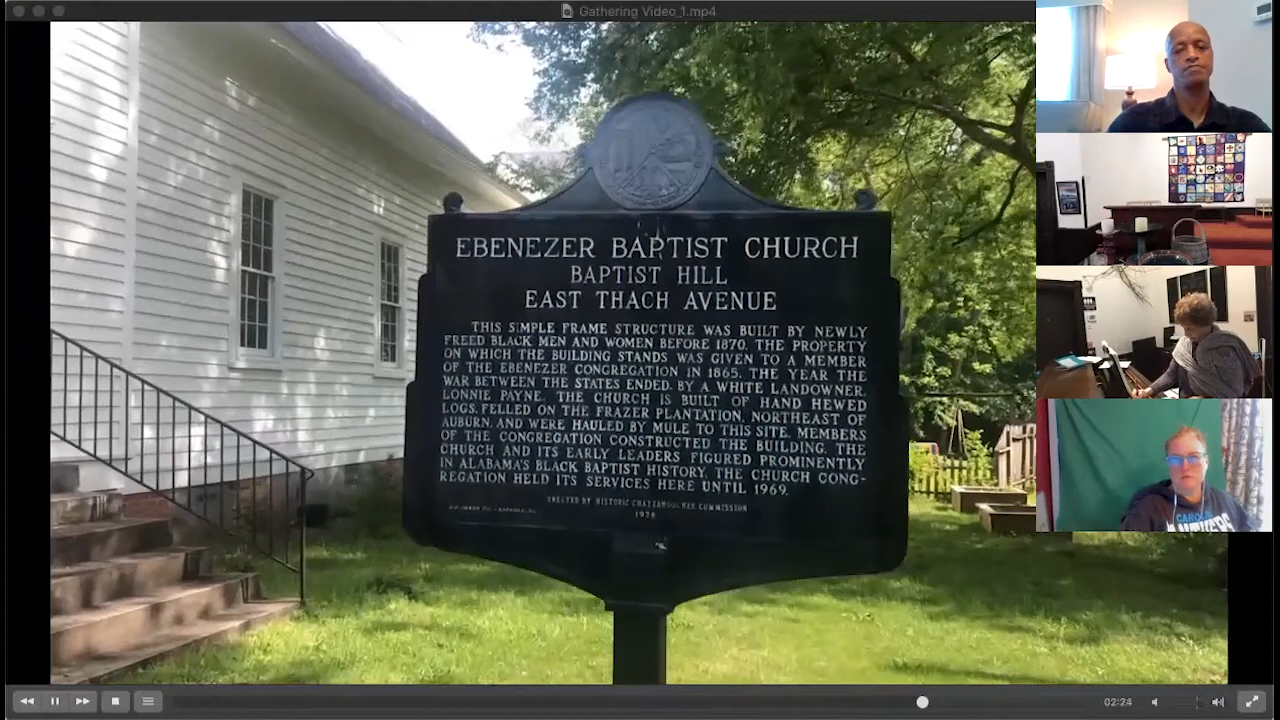 Gathering Video_1.mp4
EBENEZER BAPTIST CHURCH
BAPTIST HILL
EAST THACH AVENUE
THIS SIMPLE FRAME STRUCTURE WAS BUILT BY NEWLY
FREED BLACK MEN AND WOMEN BEFORE 1870. THE PROPERTY
ON WHICH THE BUILDING STANDS WAS GIVEN TO A MEMBER
OF THE EBENEZER CONGREGATION IN 1865, THE YEAR THE
WAR BETWEEN THE STATES ENDED, BY A WHITE LANDOWNER,
LONNIE PAYNE. THE CHURCH IS BUILT OF HAND HEWED
LOGS, FELLED ON THE FRAZER PLANTATION, NORTHEAST OF
AUBURN, AND WERE HAULED BY MULE TO THIS SITE. MEMBERS
OF THE CONGREGATION CONSTRUCTED THE BUILDING. THE
CHURCH AND ITS EARLY LEADERS FIGURED PROMINENTLY
IN ALABAMA'S BLACK BAPTIST HISTORY. THE CHURCH CON-
REGATION HELD ITS SERVICES HERE UNTIL 1969.
ERECTED BY HISTORIC CHATTAHOOCHEE COMMISSION
02:24